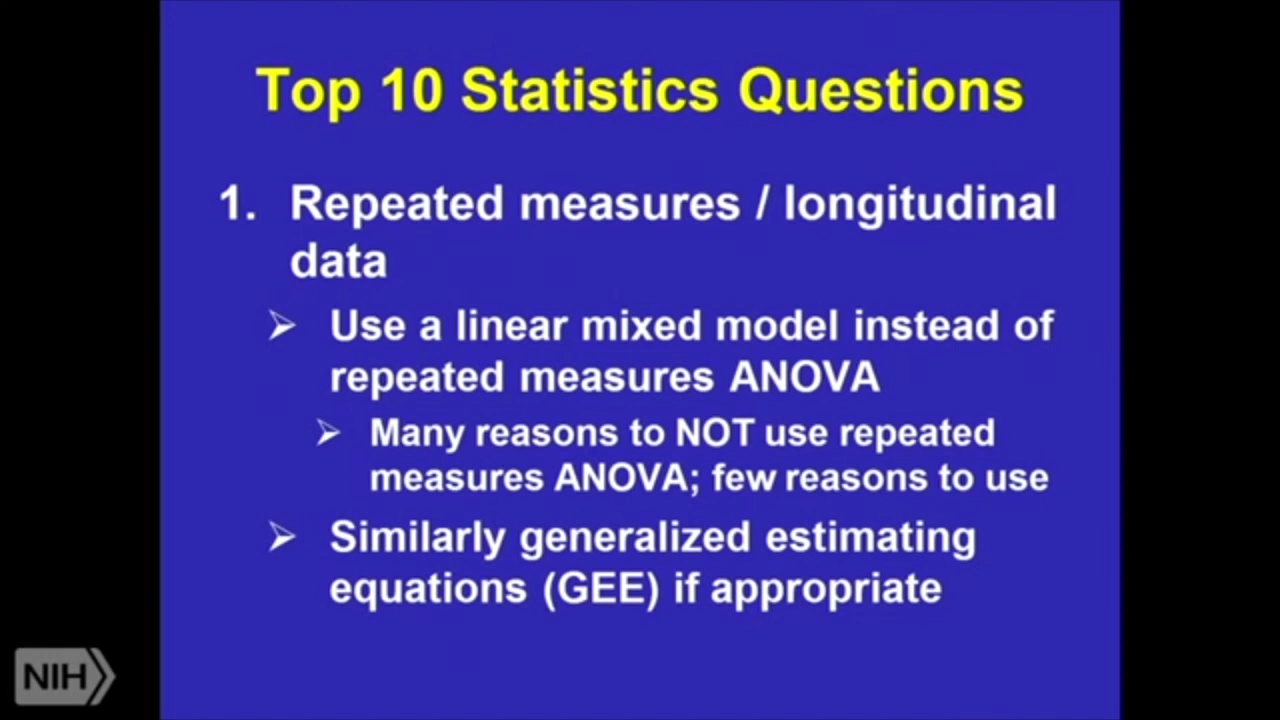 Top 10 Statistics Questions
1. Repeated measures / longitudinal
data
➢ Use a linear mixed model instead of
repeated measures ANOVA
➢ Many reasons to NOT use repeated
measures ANOVA; few reasons to use
➢ Similarly generalized estimating
equations (GEE) if appropriate
NIH